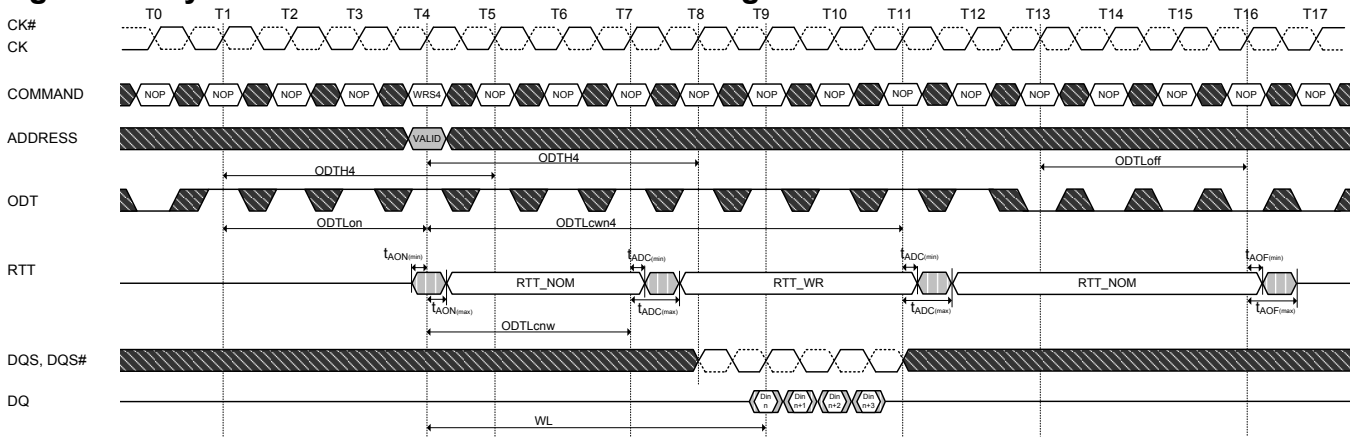 T0 T1 T2 T3 T4 T5 T6 T7 T8 T9 T10 T11 T12 T13 T14 T15 T16 T17
CK#
CK
COMMAND NOP NOP NOP NOP WRS4 NOP NOP NOP NOP NOP NOP NOP NOP NOP NOP NOP NOP NOP
ADDRESS VALID
ODTH4 ODTLoff
ODTH4
ODT
ODTLon ODTLcwn4
tAON(min) tADC(min) tADC(min) tAOF(min)
RTT RTT_NOM RTT_WR RTT_NOM
tAON(max) tADC(max) tADC(max) tAOF(max)
ODTLcnw
DQS, DQS#
DQ Din n Din n+1 Din n+2 Din n+3
WL